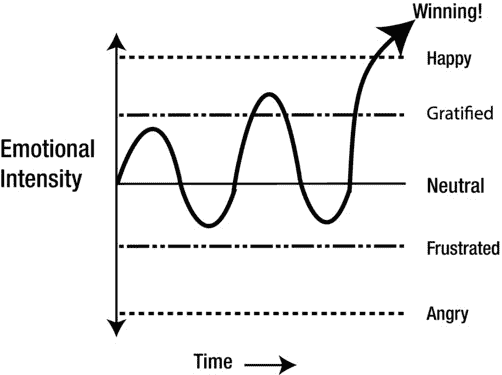 Winning!
Happy
Gratified
Emotional
Intensity
Neutral
Frustrated
Angry
Time